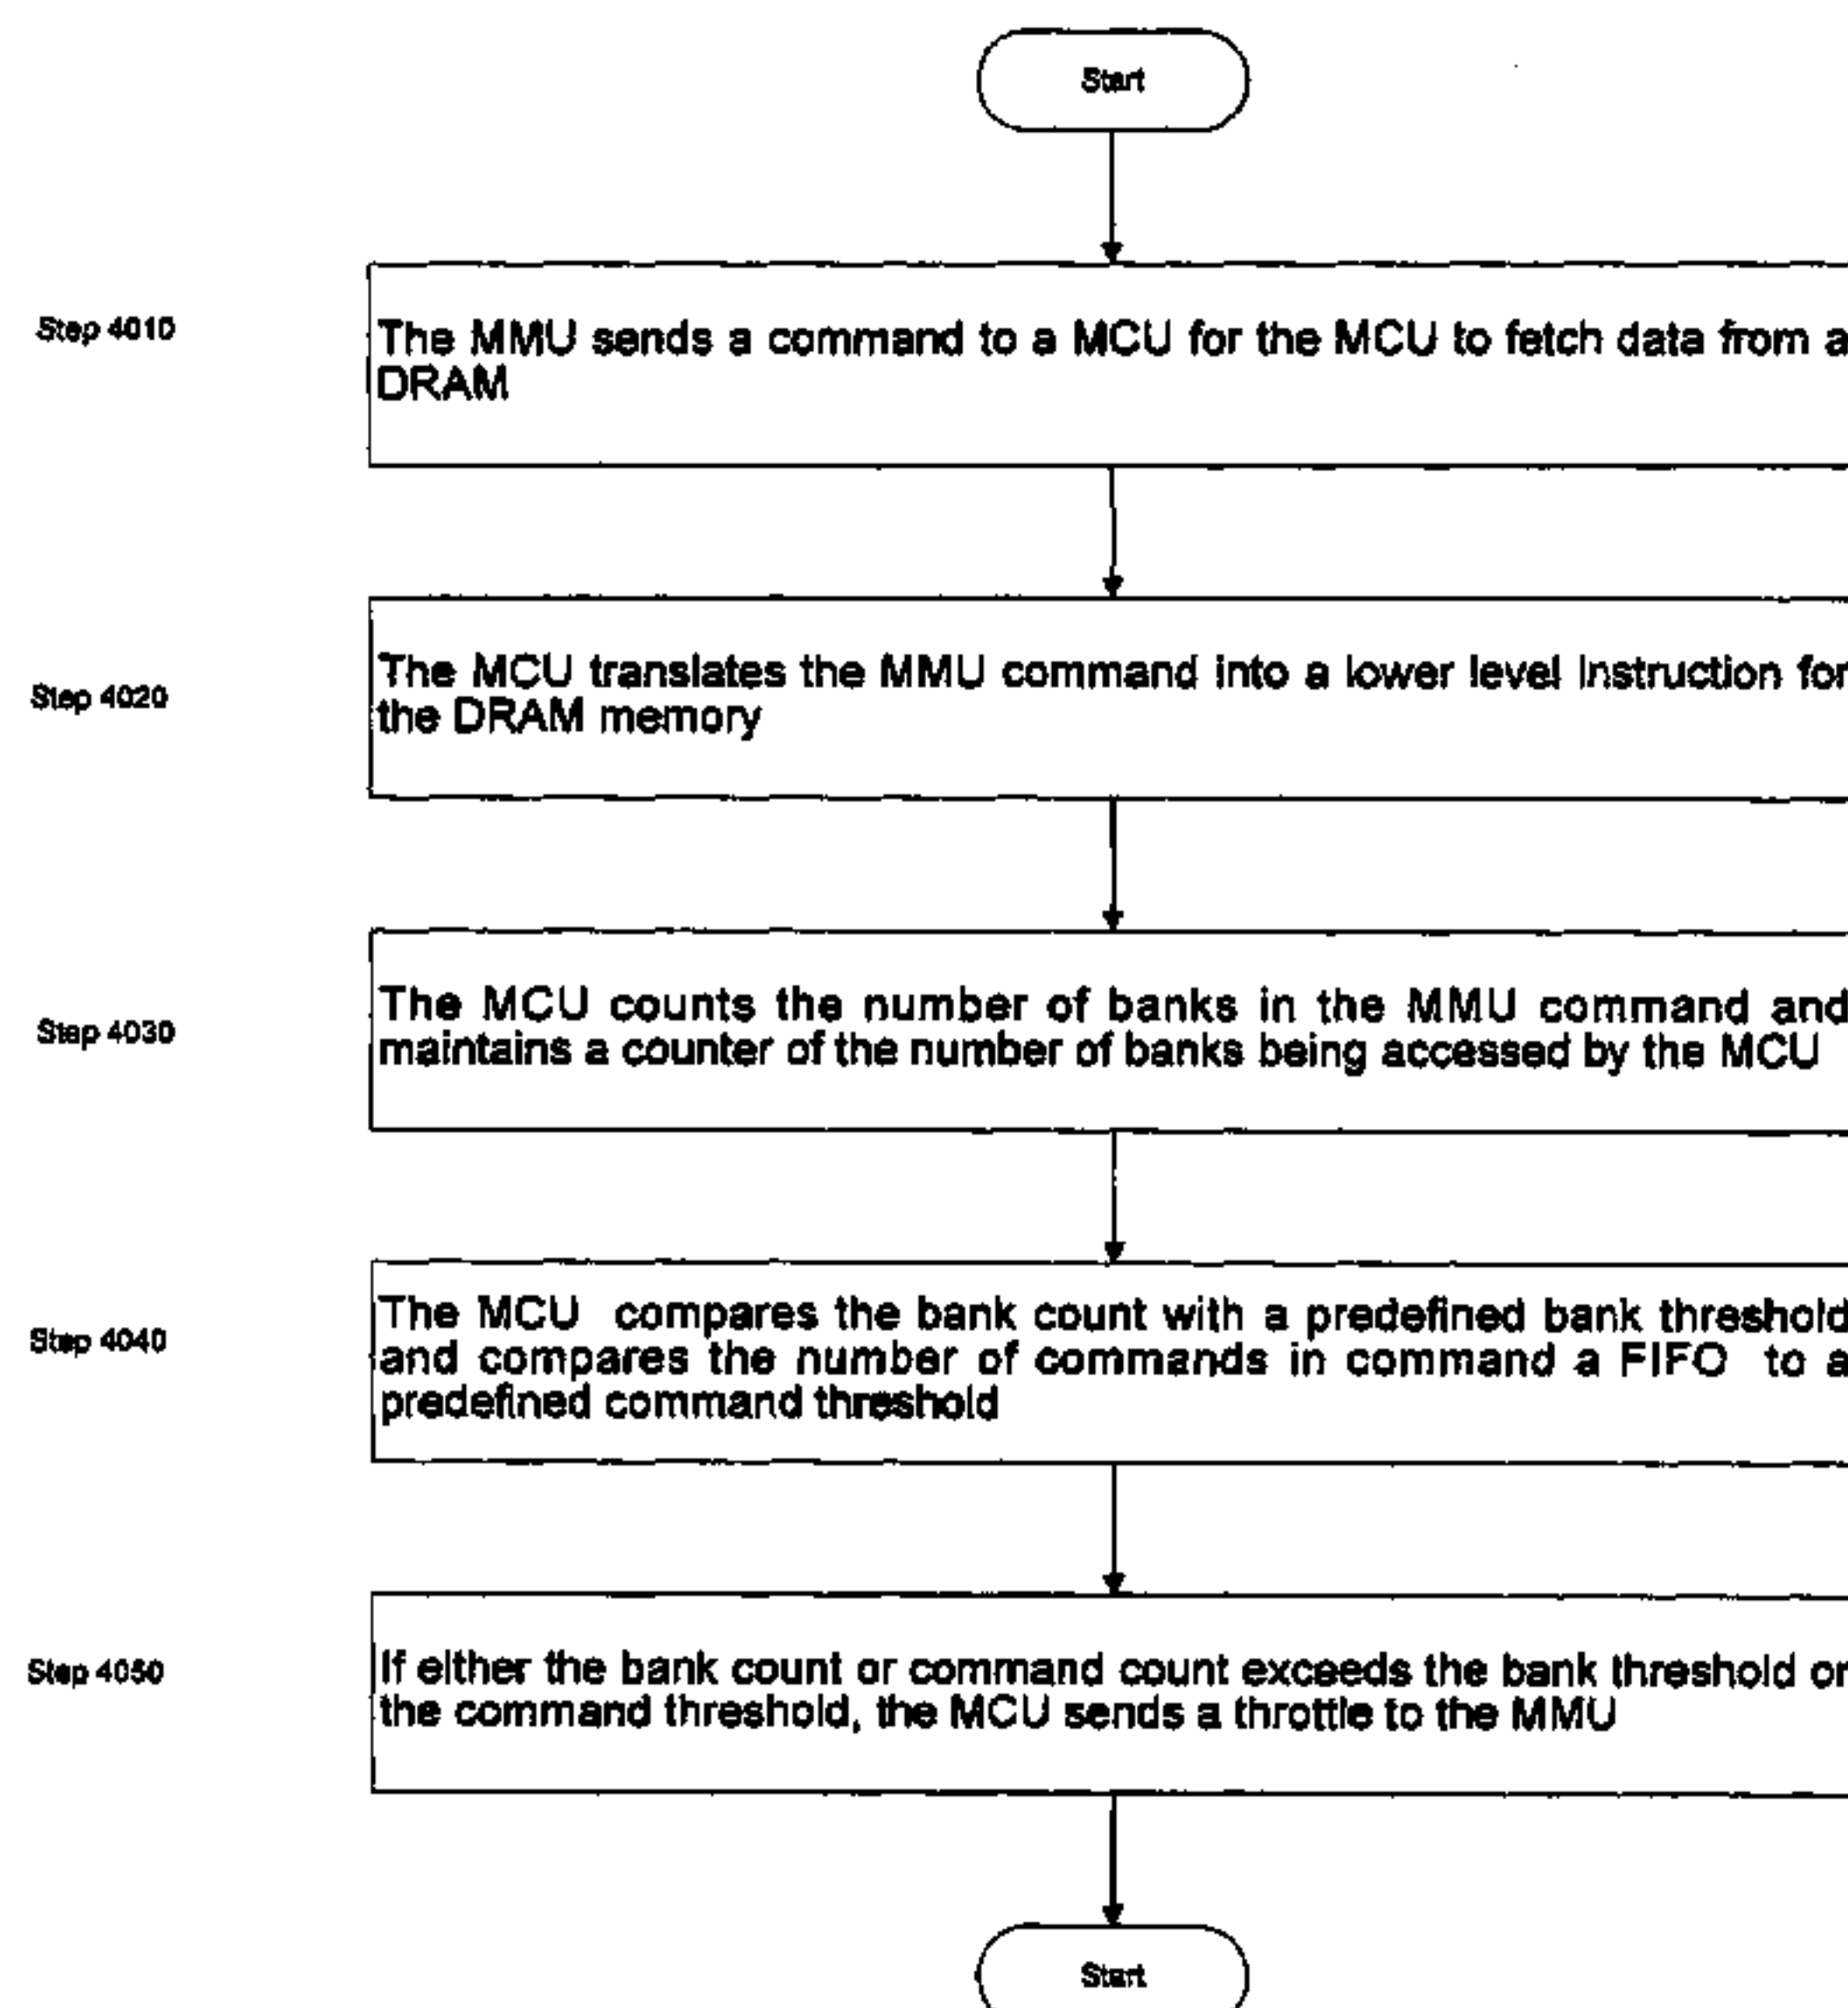 Start
Step 4010
The MMU sends a command to a MCU for the MCU to fetch data from a
DRAM
Step 4020
The MCU translates the MMU command into a lower level instruction for
the DRAM memory
Step 4030
The MCU counts the number of banks in the MMU command and
maintains a counter of the number of banks being accessed by the MCU
Step 4040
The MCU compares the bank count with a predefined bank threshold
and compares the number of commands in command a FIFO to a
predefined command threshold
Step 4050
If either the bank count or command count exceeds the bank threshold or
the command threshold, the MCU sends a throttle to the MMU
Start